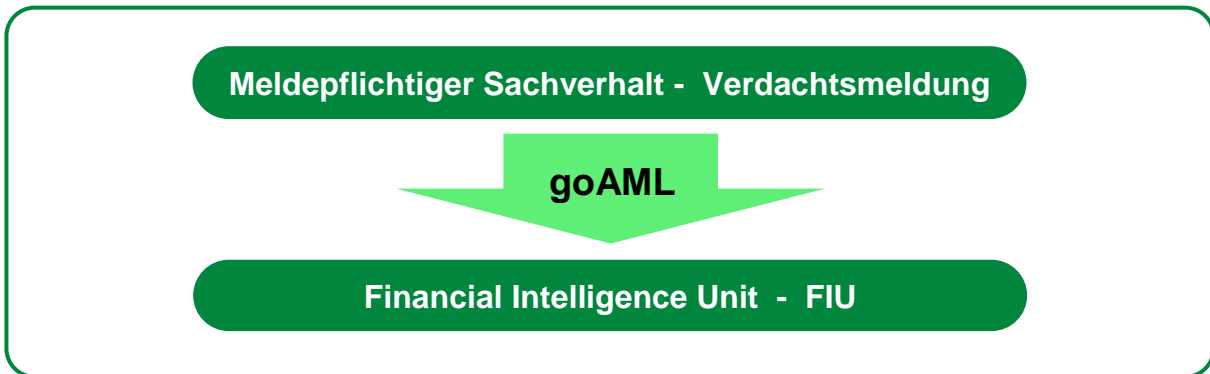 Meldepflichtiger Sachverhalt - Verdachtsmeldung
goAML
Financial Intelligence Unit - FIU